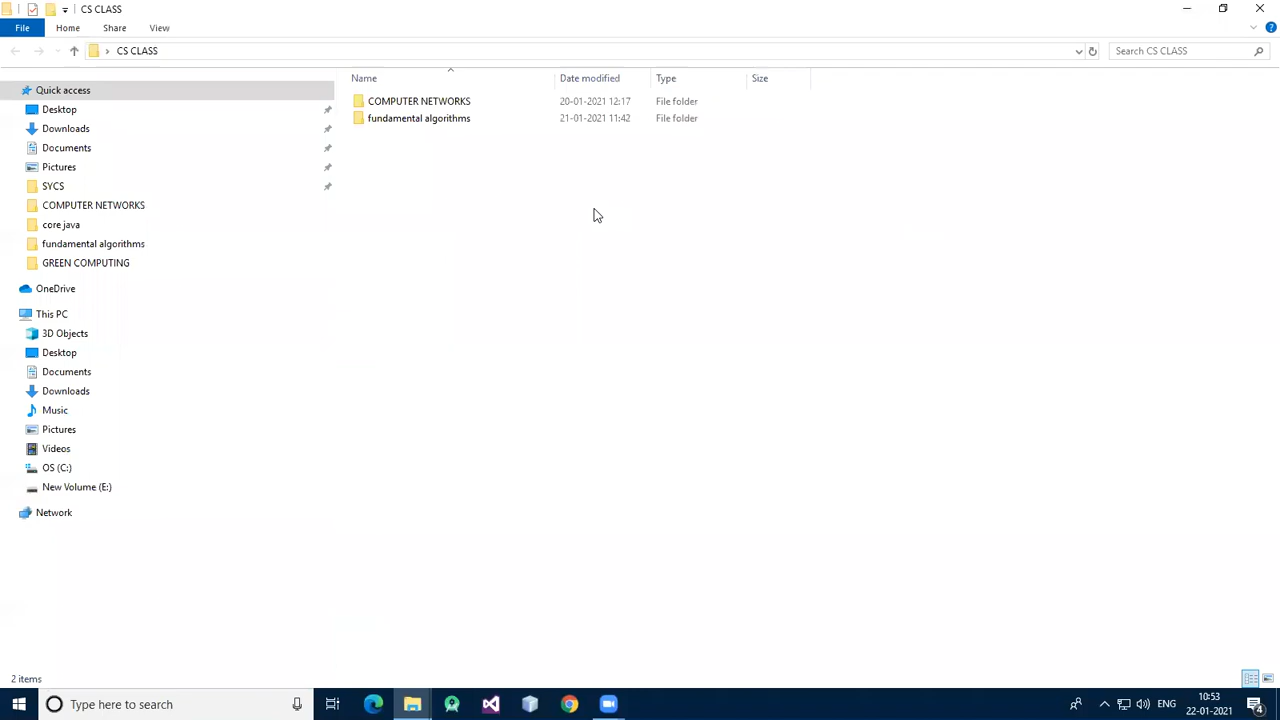 CS CLASS
File Home Share View
CS CLASS Search CS CLASS
Name Date modified Type Size
COMPUTER NETWORKS 20-01-2021 12:17 File folder
fundamental algorithms 21-01-2021 11:42 File folder
Quick access
Desktop
Downloads
Documents
Pictures
SYCS
COMPUTER NETWORKS
core java
fundamental algorithms
GREEN COMPUTING
OneDrive
This PC
3D Objects
Desktop
Documents
Downloads
Music
Pictures
Videos
OS (C:)
New Volume (E:)
Network
2 items
Type here to search
ENG
10:53
22-01-2021
4